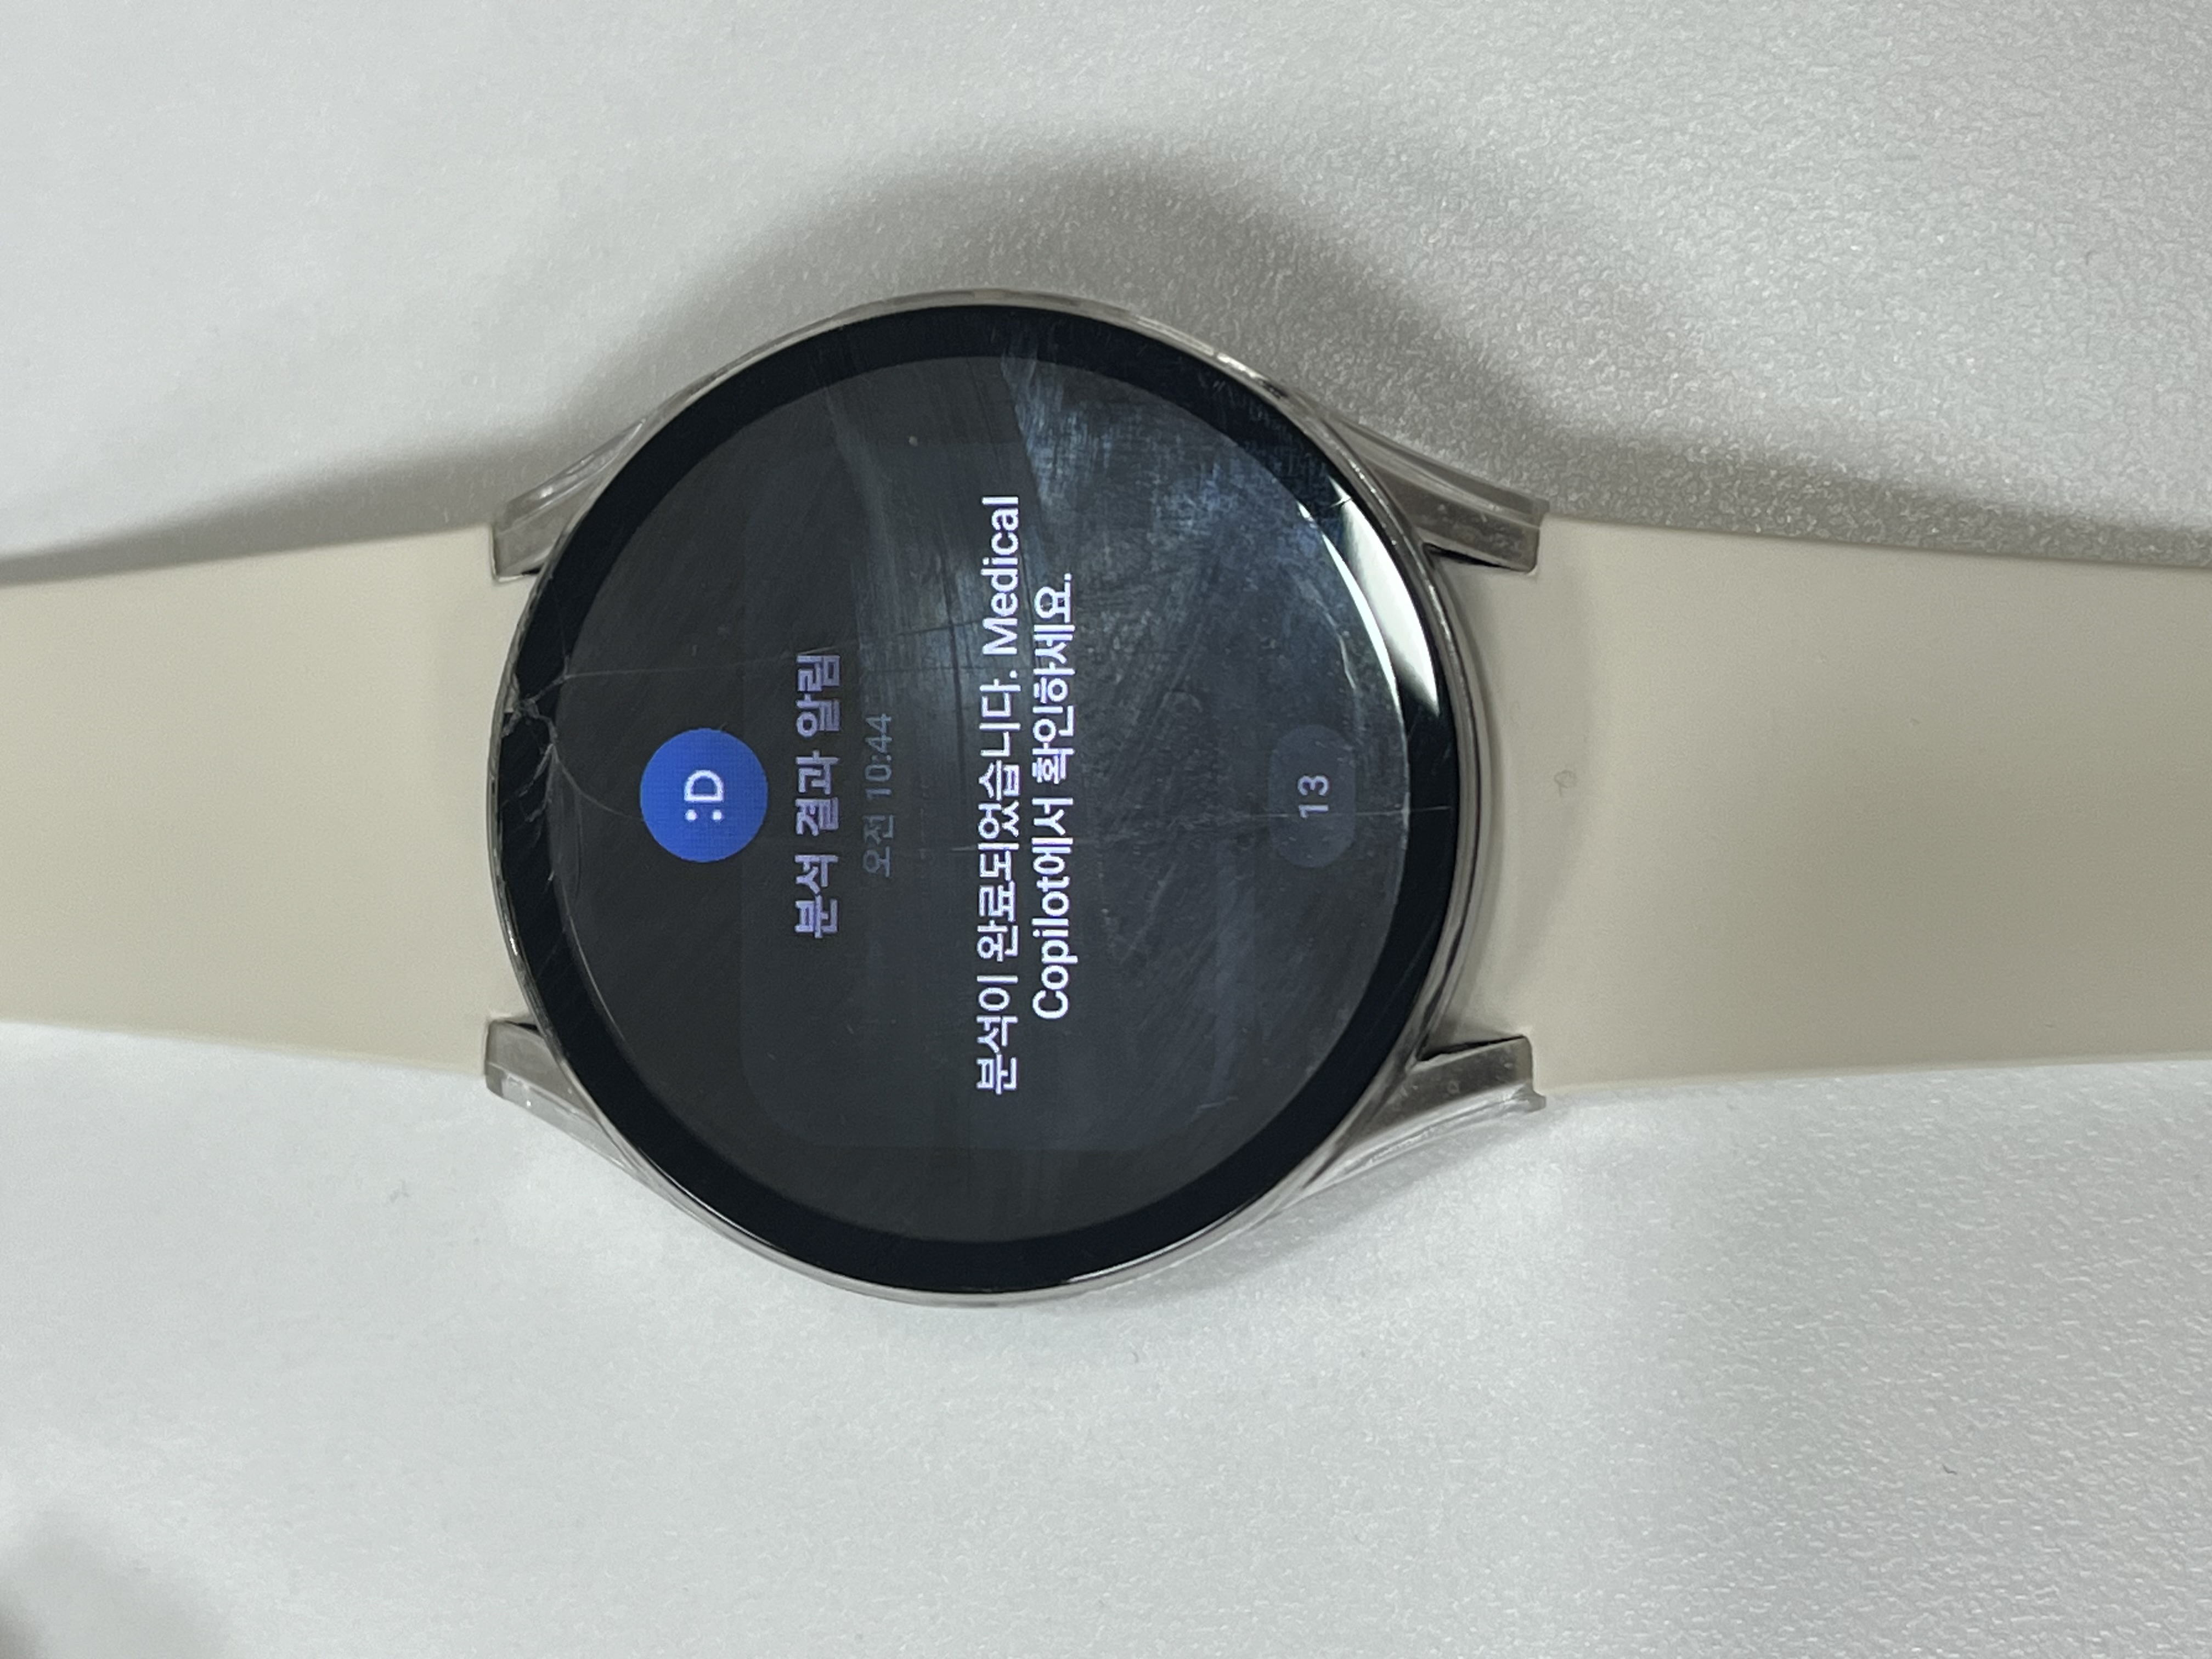 :D
분석 결과 알림
오전 10:44
분석이 완료되었습니다. Medical
Copilot에서 확인하세요.
13